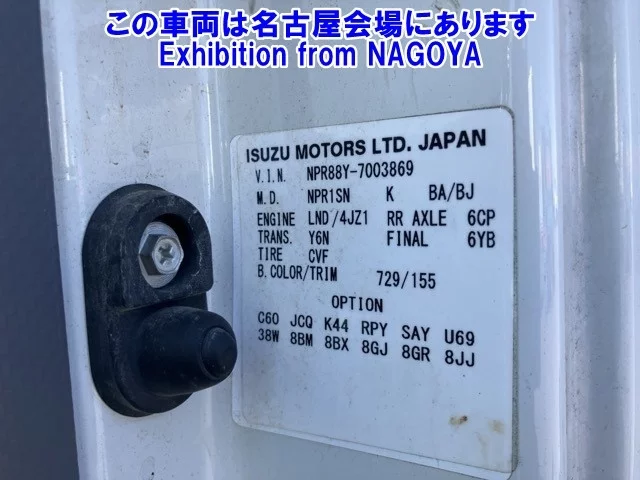 この車両は名古屋会場にあります
Exhibition from NAGOYA
ISUZU MOTORS LTD. JAPAN
V.I.N. NPR88Y-7003869
M.D. NPR1SN K BA/BJ
ENGINE LND/4JZ1 RR AXLE 6CP
TRANS. Y6N FINAL 6YB
TIRE CVF
B.COLOR/TRIM 729/155
OPTION
C60 JCQ K44 RPY SAY U69
38W 8BM 8BX 8GJ 8GR 8JJ